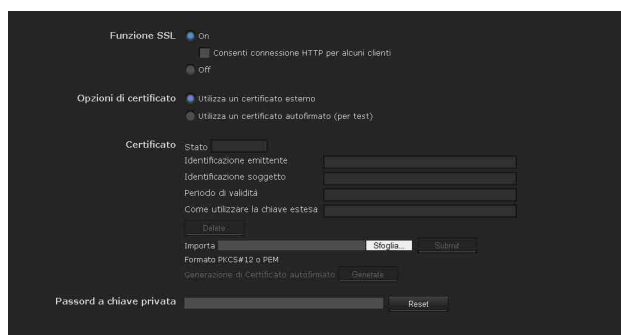 Funzione SSL On
Consenti connessione HTTP per alcuni clienti
Off
Opzioni di certificato Utilizza un certificato esterno
Utilizza un certificato autofirmato (per test)
Certificato Stato
Identificazione emittente
Identificazione soggetto
Periodo di validità
Come utilizzare la chiave estesa
Delete
Importa Sfoglia... Submit
Formato PKCS#12 o PEM
Generazione di Certificato autofirmato Generate
Passord a chiave privata Reset